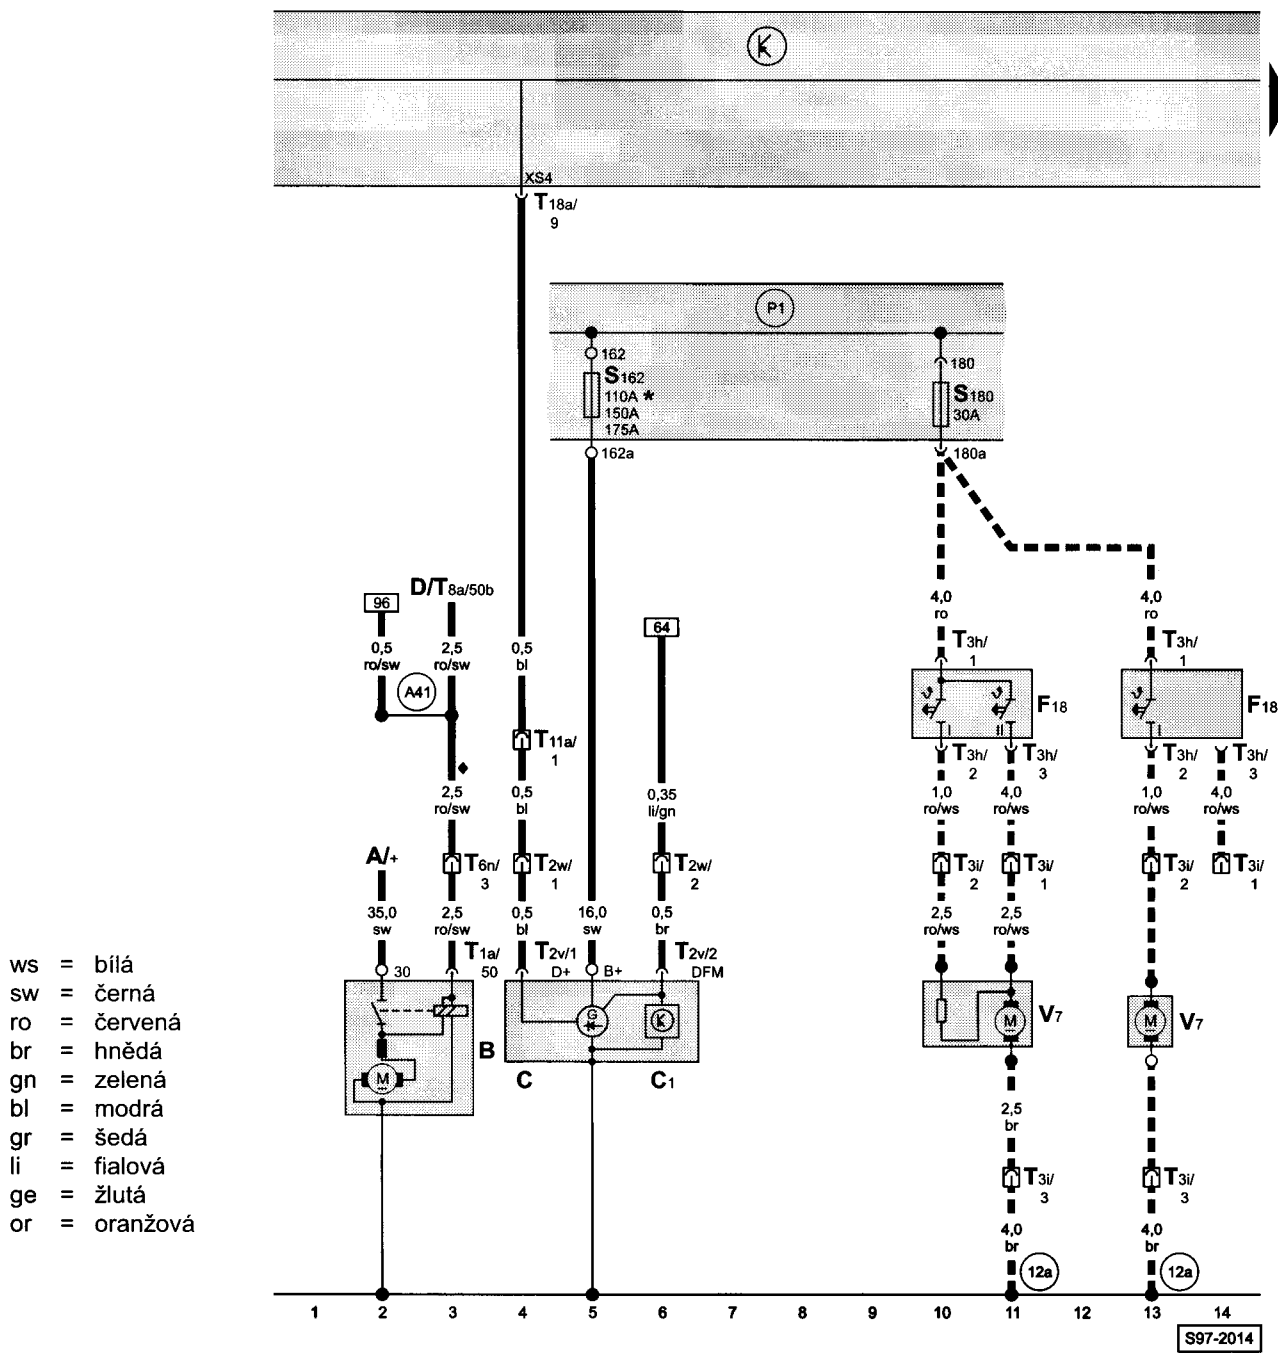 XS4
T18a/
9
P1
162
S162
110A *
150A
175A
162a
180
S180
30A
180a
D/T8a/50b
96
64
0,5
ro/sw
2,5
ro/sw
0,5
bl
4,0
ro
4,0
ro
A41
T3h/
1
T3h/
1
F18
F18
I
II
I
T11a/
1
T3h/
2
T3h/
3
T3h/
2
T3h/
3
2,5
ro/sw
0,5
bl
0,35
li/gn
1,0
ro/ws
4,0
ro/ws
1,0
ro/ws
4,0
ro/ws
A/+
T6n/
3
T2w/
1
T2w/
2
T3i/
2
T3i/
1
T3i/
2
T3i/
1
35,0
sw
2,5
ro/sw
0,5
bl
16,0
sw
0,5
br
2,5
ro/ws
2,5
ro/ws
30
T1a/
50
T2v/1
D+
B+
T2v/2
DFM
G
M
M
M
B
C
C1
V7
V7
ws = bílá
sw = černá
ro = červená
br = hnědá
gn = zelená
bl = modrá
gr = šedá
li = fialová
ge = žlutá
or = oranžová
2,5
br
T3i/
3
T3i/
3
4,0
br
4,0
br
12a
12a
1 2 3 4 5 6 7 8 9 10 11 12 13 14
S97-2014